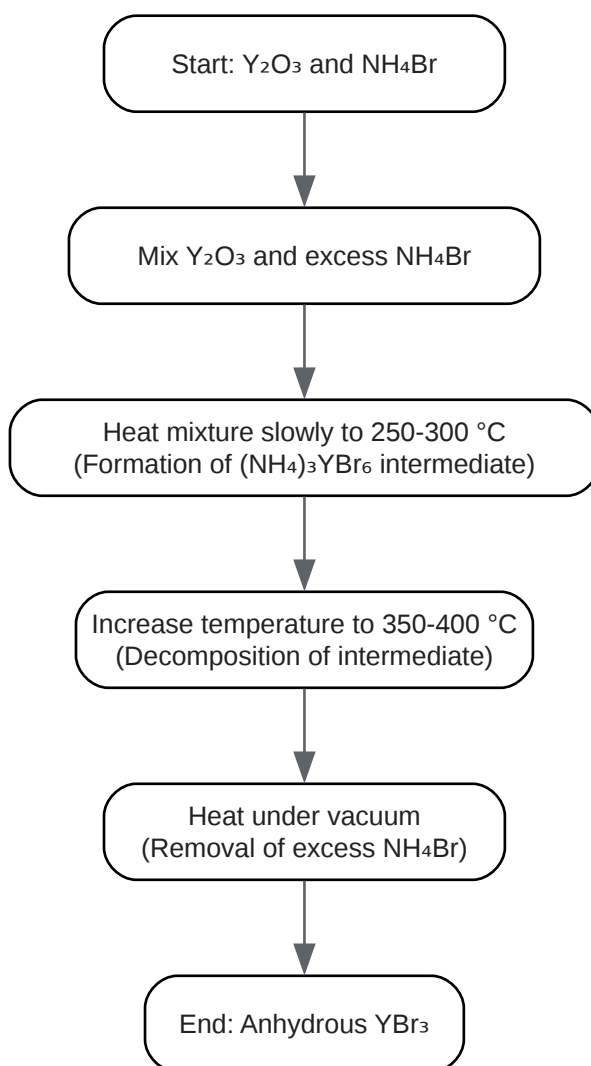 Start: Y₂O₃ and NH₄Br
Mix Y₂O₃ and excess NH₄Br
Heat mixture slowly to 250-300 °C
(Formation of (NH₄)₃YBr₆ intermediate)
Increase temperature to 350-400 °C
(Decomposition of intermediate)
Heat under vacuum
(Removal of excess NH₄Br)
End: Anhydrous YBr₃